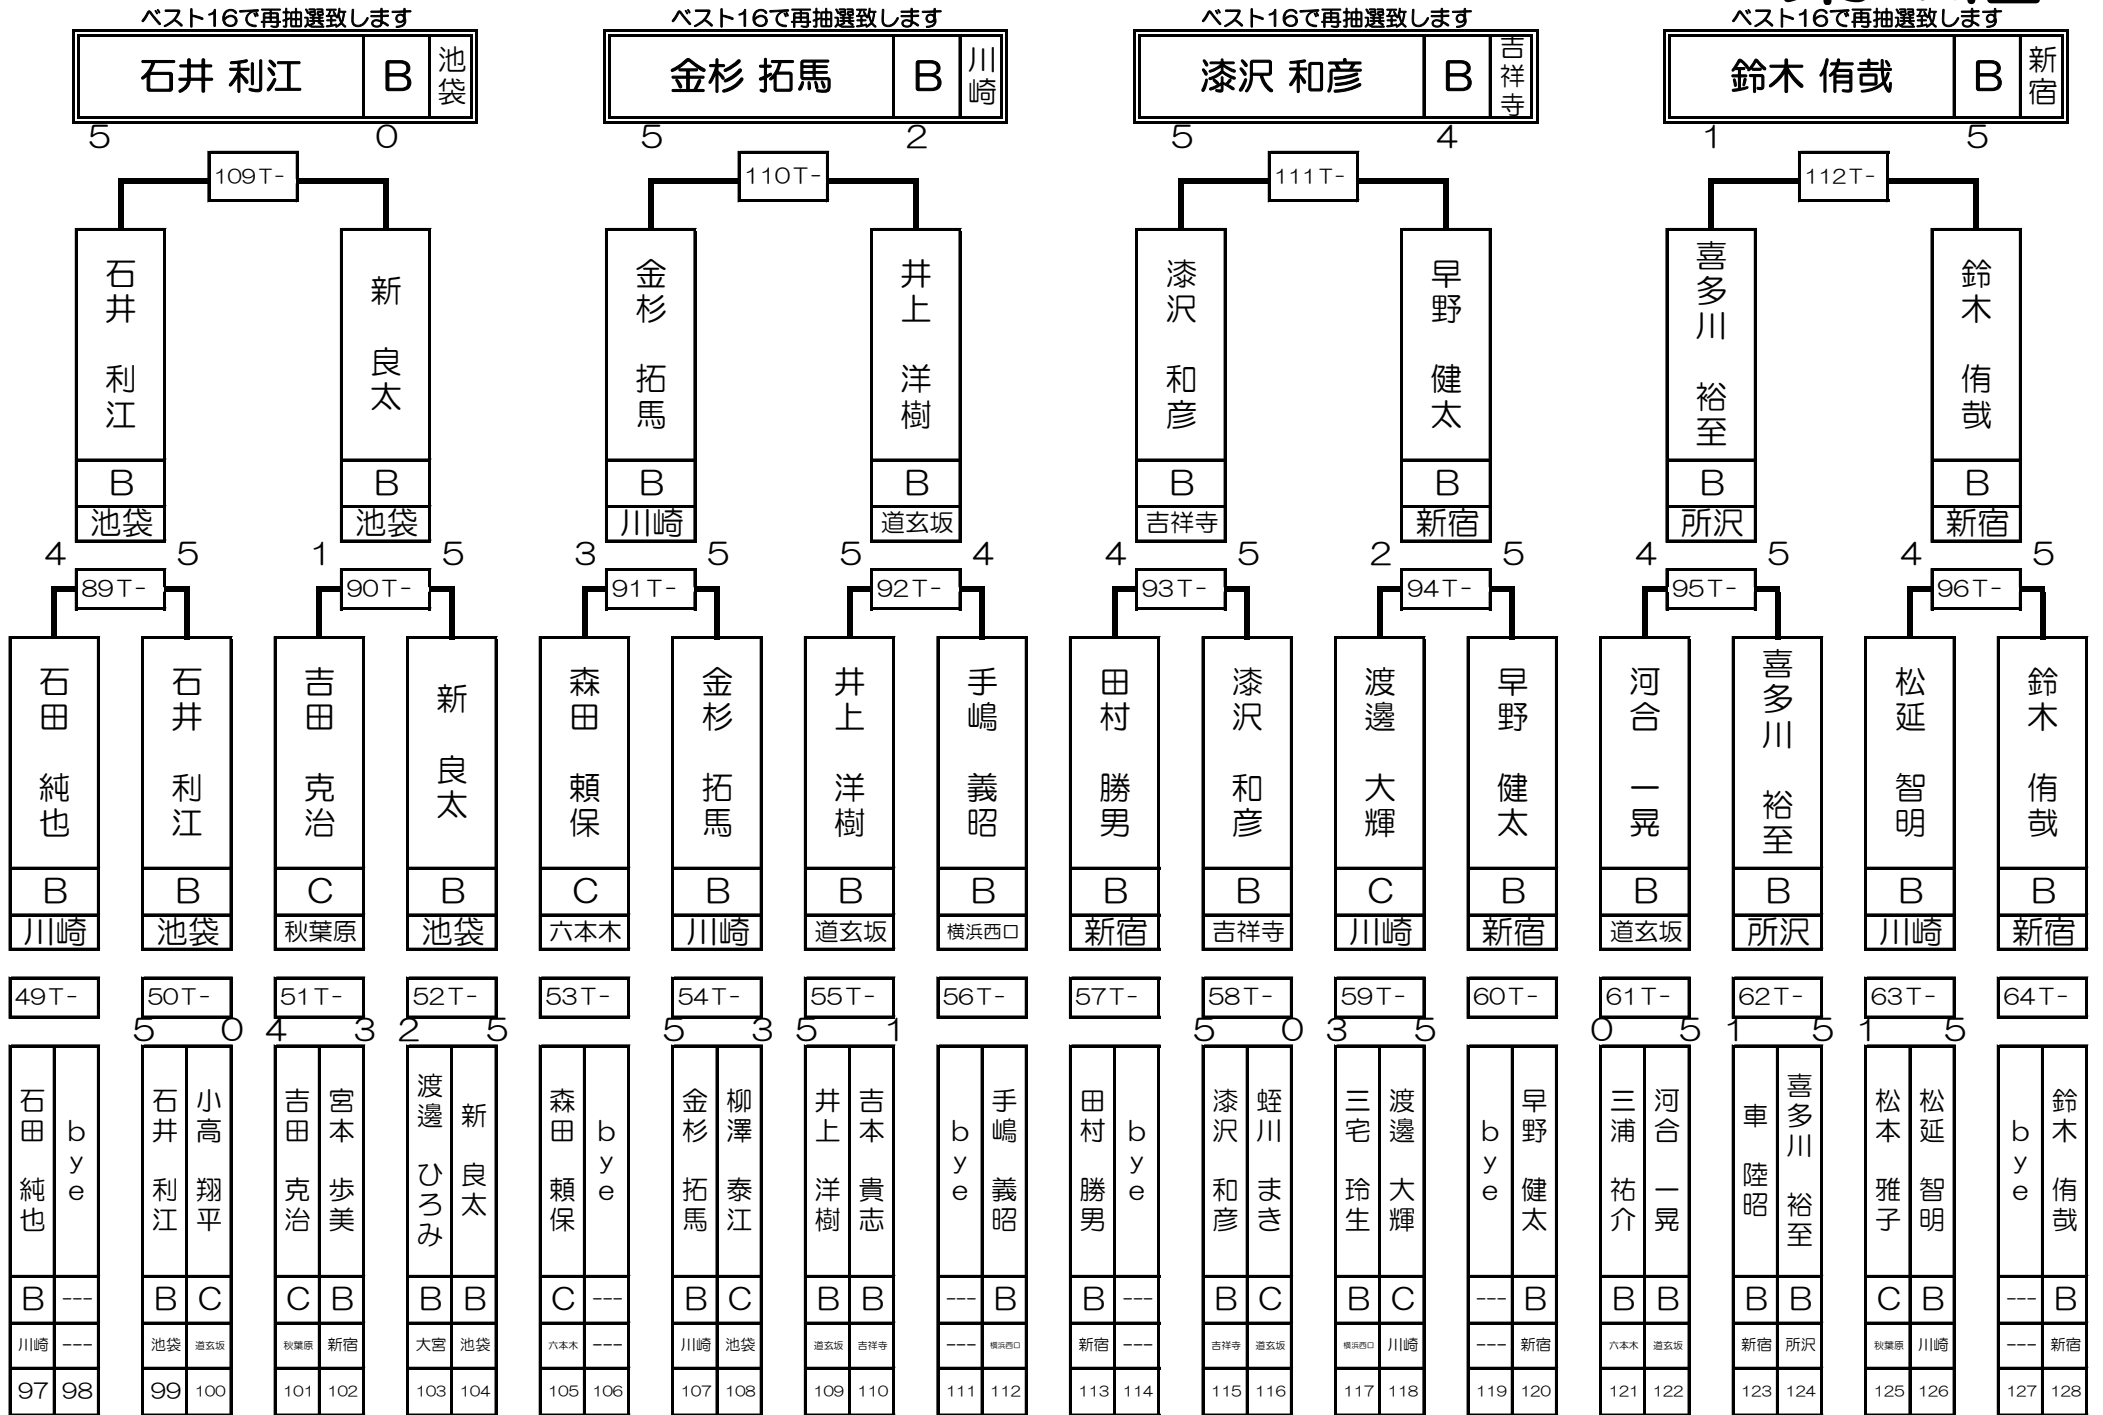 ベスト16で再抽選致します ベスト16で再抽選致します ベスト16で再抽選致します ベスト16で再抽選致します
石井 利江 B 池袋 金杉 拓馬 B 川崎 漆沢 和彦 B 吉祥寺 鈴木 侑哉 B 新宿
5 0 5 2 5 4 1 5
109T- 110T- 111T- 112T-
石井 利江 新 良太 金杉 拓馬 井上 洋樹 漆沢 和彦 早野 健太 喜多川 裕至 鈴木 侑哉
B B B B B B B B
池袋 池袋 川崎 道玄坂 吉祥寺 新宿 所沢 新宿
4 5 1 5 3 5 5 4 4 5 2 5 4 5 4 5
89T- 90T- 91T- 92T- 93T- 94T- 95T- 96T-
石田 純也 石井 利江 吉田 克治 新 良太 森田 頼保 金杉 拓馬 井上 洋樹 手嶋 義昭 田村 勝男 漆沢 和彦 渡邊 大輝 早野 健太 河合 一晃 喜多川 裕至 松延 智明 鈴木 侑哉
B B C B C B B B B B C B B B B B
川崎 池袋 秋葉原 池袋 六本木 川崎 道玄坂 横浜西口 新宿 吉祥寺 川崎 新宿 道玄坂 所沢 川崎 新宿
49T- 50T- 51T- 52T- 53T- 54T- 55T- 56T- 57T- 58T- 59T- 60T- 61T- 62T- 63T- 64T-
5 0 4 3 2 5 5 3 5 1 5 0 3 5 0 5 1 5 1 5
石田 純也 bye 石井 利江 小高 翔平 吉田 克治 宮本 歩美 渡邊 ひろみ 新 良太 森田 頼保 bye 金杉 拓馬 柳澤 泰江 井上 洋樹 吉本 貴志 bye 手嶋 義昭 田村 勝男 bye 漆沢 和彦 蛭川 まき 三宅 玲生 渡邊 大輝 bye 早野 健太 三浦 祐介 河合 一晃 車 陸昭 喜多川 裕至 松本 雅子 松延 智明 bye 鈴木 侑哉
B --- B C C B B B C --- B C B B --- B B --- B C B C --- B B B B B C B --- B
川崎 --- 池袋 道玄坂 秋葉原 新宿 大宮 池袋 六本木 --- 川崎 池袋 道玄坂 吉祥寺 --- 横浜西口 新宿 --- 吉祥寺 道玄坂 横浜西口 川崎 --- 新宿 六本木 道玄坂 新宿 所沢 秋葉原 川崎 --- 新宿
97 98 99 100 101 102 103 104 105 106 107 108 109 110 111 112 113 114 115 116 117 118 119 120 121 122 123 124 125 126 127 128